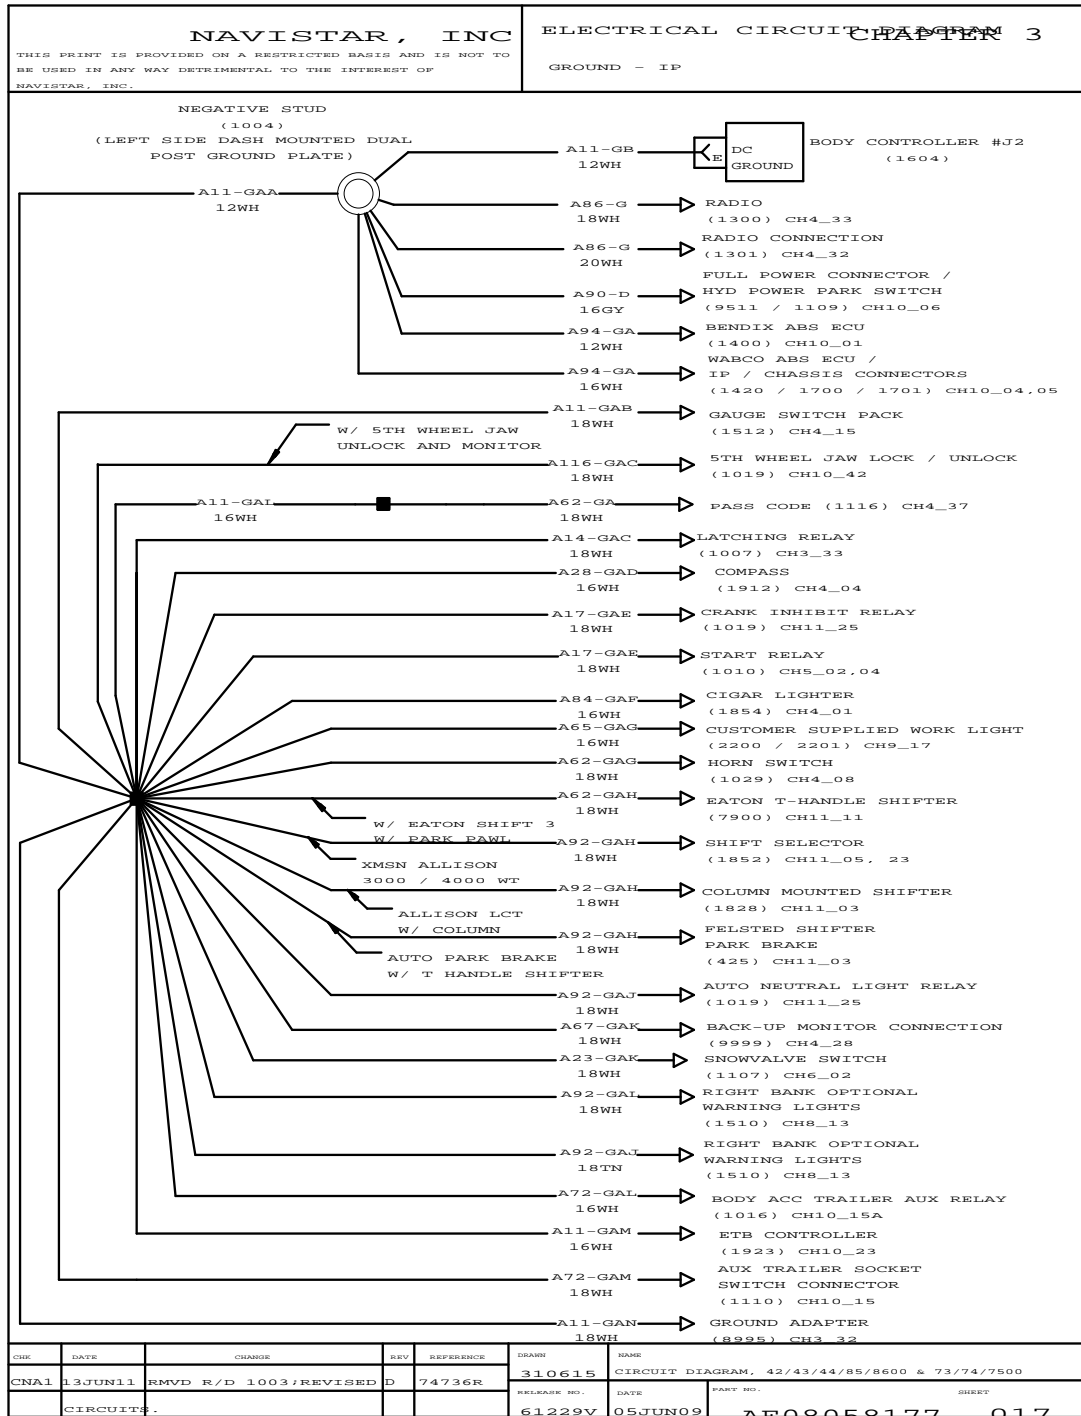 NAVISTAR, INC
THIS PRINT IS PROVIDED ON A RESTRICTED BASIS AND IS NOT TO
BE USED IN ANY WAY DETRIMENTAL TO THE INTEREST OF
NAVISTAR, INC.
ELECTRICAL CIRCUIT DIAGRAM
CHAPTER 3
GROUND - IP
NEGATIVE STUD
(1004)
(LEFT SIDE DASH MOUNTED DUAL
POST GROUND PLATE)
A11-GAA
12WH
A11-GB
12WH
E
DC
GROUND
BODY CONTROLLER #J2
(1604)
A86-G
18WH
RADIO
(1300) CH4_33
A86-G
20WH
RADIO CONNECTION
(1301) CH4_32
A90-D
16GY
FULL POWER CONNECTOR /
HYD POWER PARK SWITCH
(9511 / 1109) CH10_06
A94-GA
12WH
BENDIX ABS ECU
(1400) CH10_01
A94-GA
16WH
WABCO ABS ECU /
IP / CHASSIS CONNECTORS
(1420 / 1700 / 1701) CH10_04,05
A11-GAB
18WH
GAUGE SWITCH PACK
(1512) CH4_15
W/ 5TH WHEEL JAW
UNLOCK AND MONITOR
A116-GAC
18WH
5TH WHEEL JAW LOCK / UNLOCK
(1019) CH10_42
A11-GAL
16WH
A62-GA
18WH
PASS CODE (1116) CH4_37
A14-GAC
18WH
LATCHING RELAY
(1007) CH3_33
A28-GAD
16WH
COMPASS
(1912) CH4_04
A17-GAE
18WH
CRANK INHIBIT RELAY
(1019) CH11_25
A17-GAE
18WH
START RELAY
(1010) CH5_02,04
A84-GAF
16WH
CIGAR LIGHTER
(1854) CH4_01
A65-GAG
16WH
CUSTOMER SUPPLIED WORK LIGHT
(2200 / 2201) CH9_17
A62-GAG
18WH
HORN SWITCH
(1029) CH4_08
A62-GAH
18WH
EATON T-HANDLE SHIFTER
(7900) CH11_11
W/ EATON SHIFT 3
W/ PARK PAWL
A92-GAH
18WH
SHIFT SELECTOR
(1852) CH11_05, 23
XMSN ALLISON
3000 / 4000 WT
A92-GAH
18WH
COLUMN MOUNTED SHIFTER
(1828) CH11_03
ALLISON LCT
W/ COLUMN
A92-GAH
18WH
FELSTED SHIFTER
PARK BRAKE
(425) CH11_03
AUTO PARK BRAKE
W/ T HANDLE SHIFTER
A92-GAJ
18WH
AUTO NEUTRAL LIGHT RELAY
(1019) CH11_25
A67-GAK
18WH
BACK-UP MONITOR CONNECTION
(9999) CH4_28
A23-GAK
18WH
SNOWVALVE SWITCH
(1107) CH6_02
A92-GAL
18WH
RIGHT BANK OPTIONAL
WARNING LIGHTS
(1510) CH8_13
A92-GAJ
18TN
RIGHT BANK OPTIONAL
WARNING LIGHTS
(1510) CH8_13
A72-GAL
16WH
BODY ACC TRAILER AUX RELAY
(1016) CH10_15A
A11-GAM
16WH
ETB CONTROLLER
(1923) CH10_23
A72-GAM
18WH
AUX TRAILER SOCKET
SWITCH CONNECTOR
(1110) CH10_15
A11-GAN
18WH
GROUND ADAPTER
(8995) CH3_32
CHK DATE CHANGE REV REFERENCE
CNA1 13JUN11 RMVD R/D 1003;REVISED D 74736R
CIRCUITS.
DRAWN
310615
NAME
CIRCUIT DIAGRAM, 42/43/44/85/8600 & 73/74/7500
RELEASE NO.
61229V
DATE
05JUN09
PART NO.
AF08058177
SHEET
017